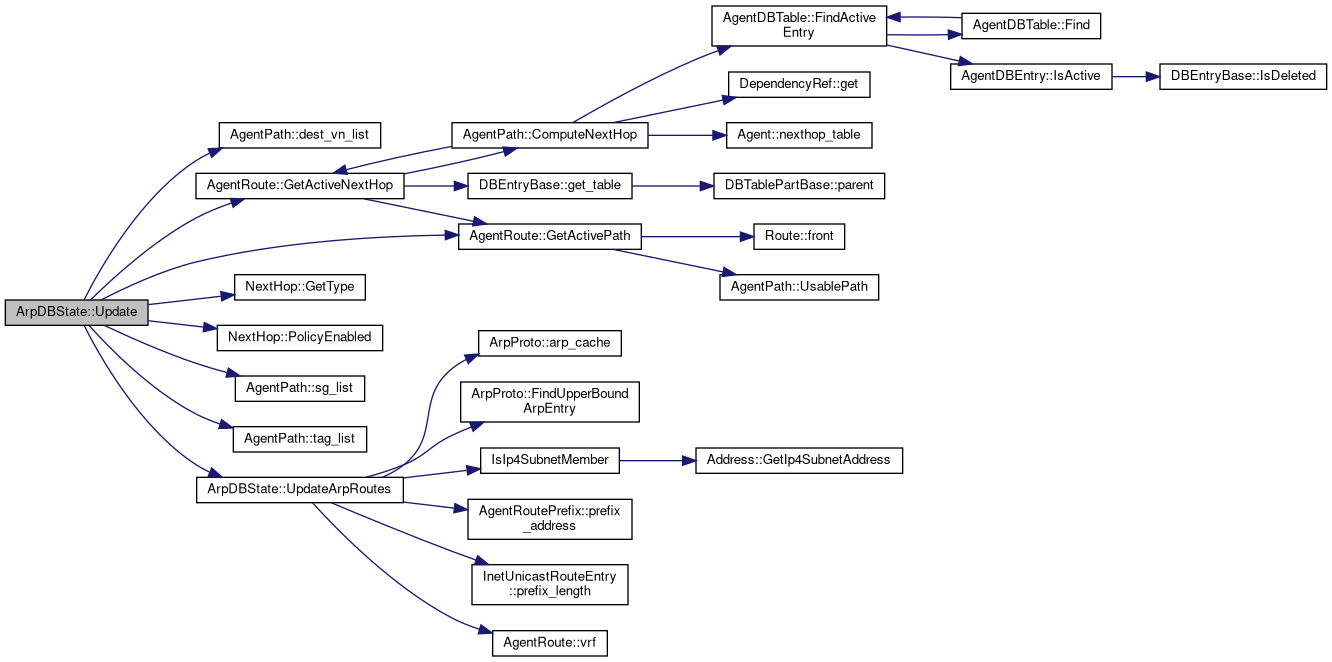 ArpDBState::Update
AgentPath::dest_vn_list
AgentRoute::GetActiveNextHop
AgentPath::ComputeNextHop
AgentDBTable::FindActive
Entry
AgentDBTable::Find
AgentDBEntry::IsActive
DBEntryBase::IsDeleted
DependencyRef::get
Agent::nexthop_table
DBEntryBase::get_table
DBTablePartBase::parent
AgentRoute::GetActivePath
Route::front
AgentPath::UsablePath
NextHop::GetType
NextHop::PolicyEnabled
AgentPath::sg_list
AgentPath::tag_list
ArpDBState::UpdateArpRoutes
ArpProto::arp_cache
ArpProto::FindUpperBound
ArpEntry
IsIp4SubnetMember
Address::GetIp4SubnetAddress
AgentRoutePrefix::prefix
_address
InetUnicastRouteEntry
::prefix_length
AgentRoute::vrf